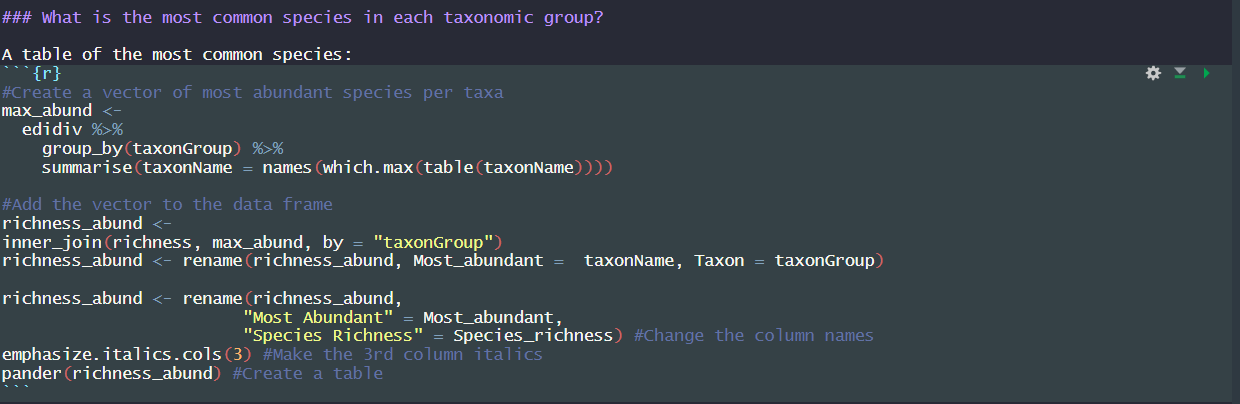 ### What is the most common species in each taxonomic group?
A table of the most common species:
```{r}
#Create a vector of most abundant species per taxa
max_abund <-
  edidiv %>%
    group_by(taxonGroup) %>%
    summarise(taxonName = names(which.max(table(taxonName))))
#Add the vector to the data frame
richness_abund <-
inner_join(richness, max_abund, by = "taxonGroup")
richness_abund <- rename(richness_abund, Most_abundant =  taxonName, Taxon = taxonGroup)
richness_abund <- rename(richness_abund,
                        "Most Abundant" = Most_abundant,
                        "Species Richness" = Species_richness) #Change the column names
emphasize.italics.cols(3) #Make the 3rd column italics
pander(richness_abund) #Create a table
```